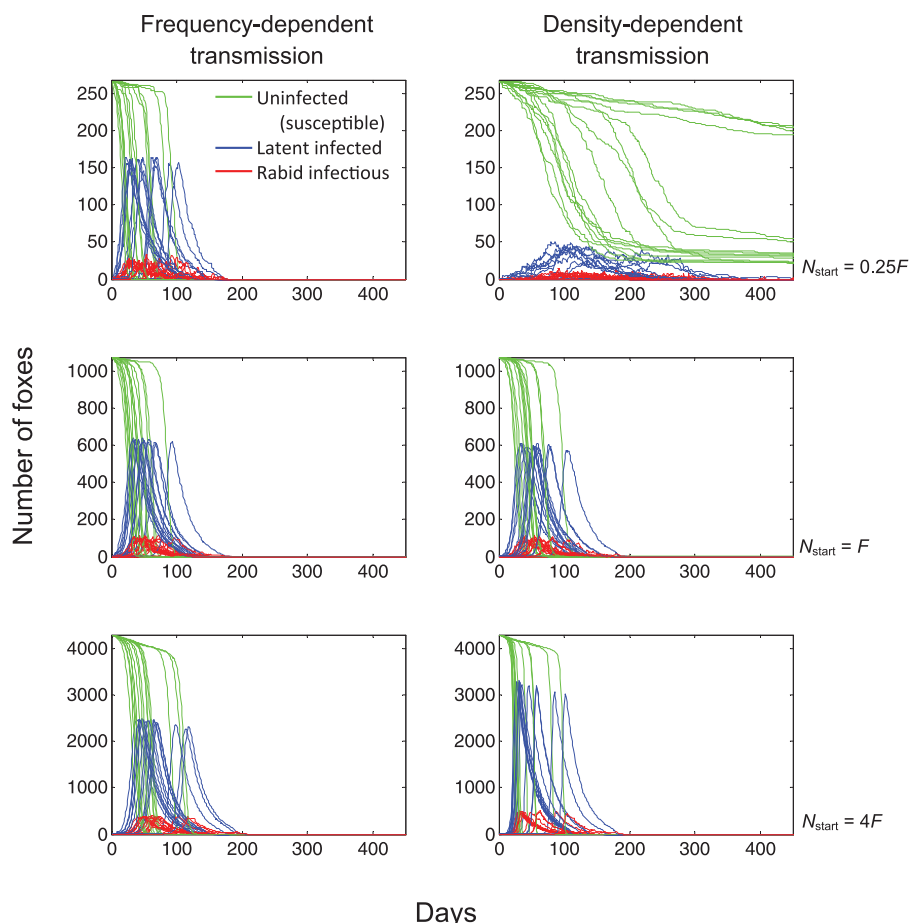 Frequency-dependent
transmission
Density-dependent
transmission
250
200
150
100
50
0
0 100 200 300 400
Uninfected
(susceptible)
Latent infected
Rabid infectious
250
200
150
100
50
0
0 100 200 300 400
Nstart = 0.25F
Number of foxes
1000
800
600
400
200
0
0 100 200 300 400
1000
800
600
400
200
0
0 100 200 300 400
Nstart = F
4000
3000
2000
1000
0
0 100 200 300 400
4000
3000
2000
1000
0
0 100 200 300 400
Nstart = 4F
Days